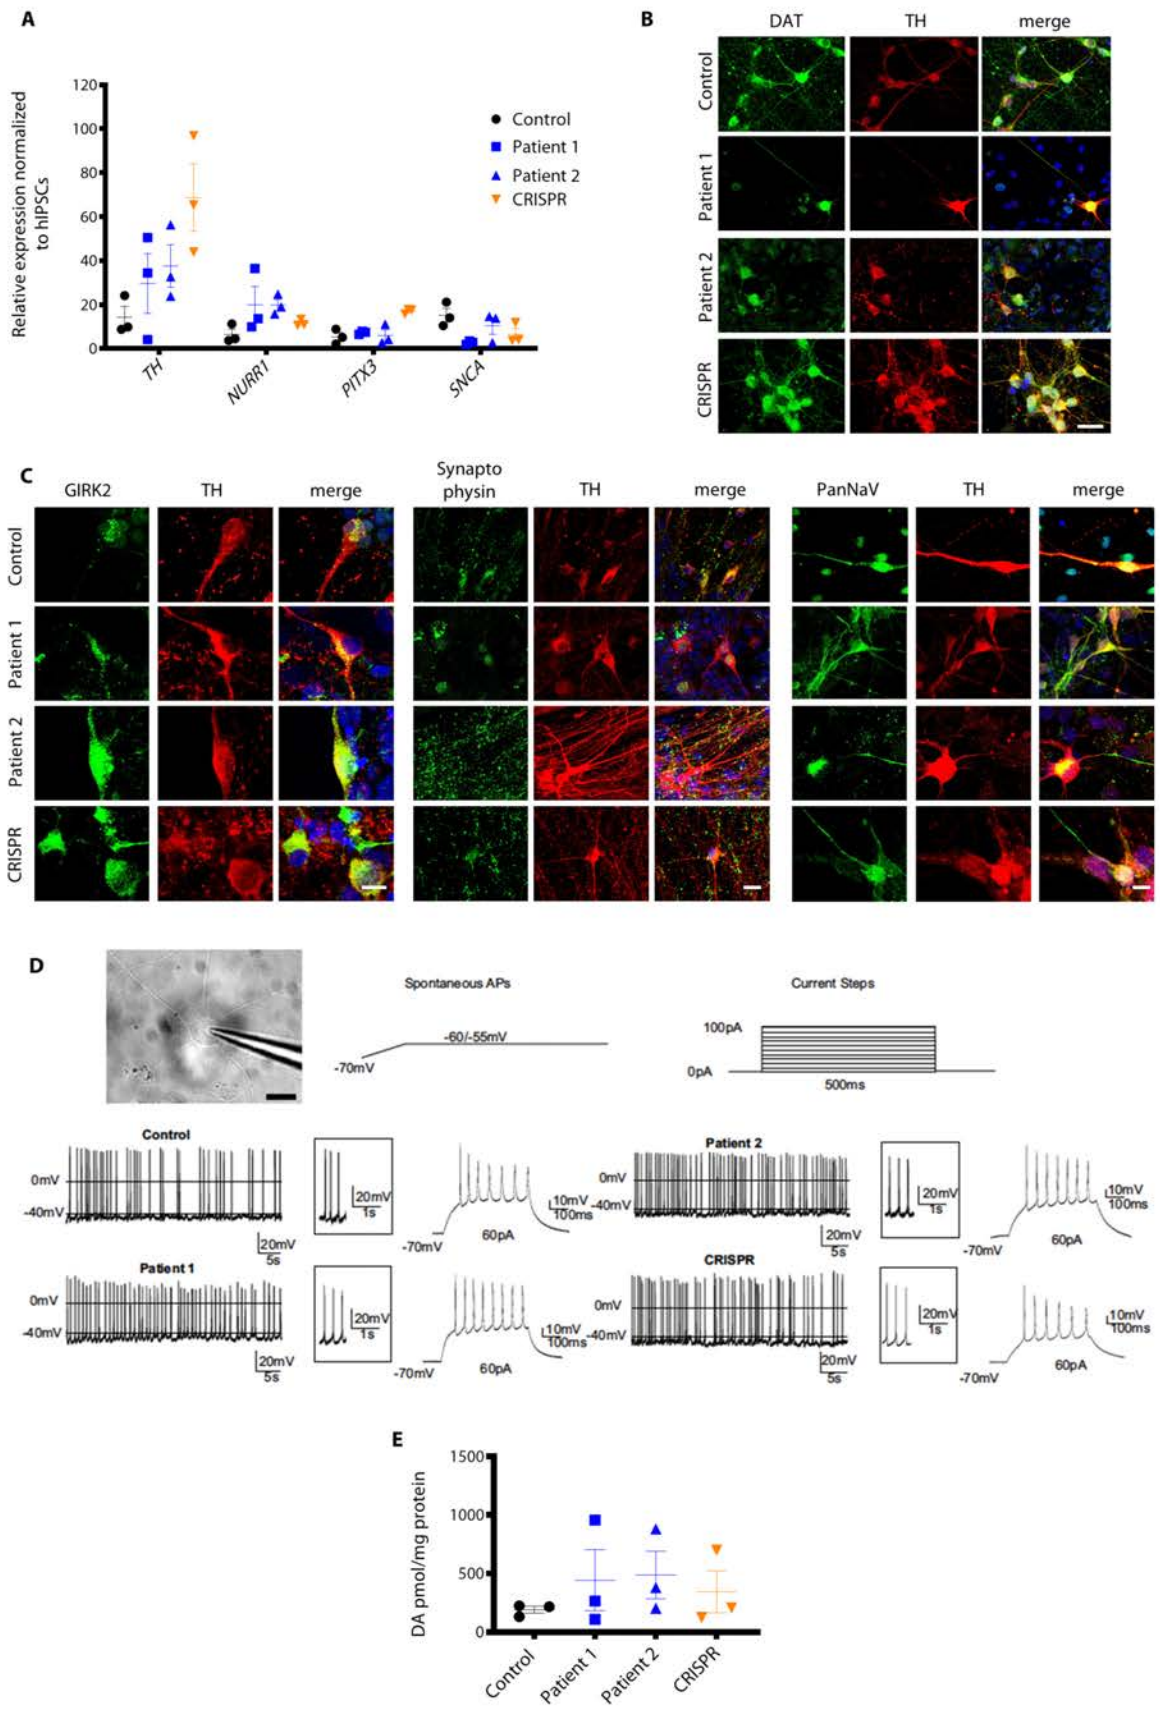 A
Relative expression normalized
to hIPSCs
120
100
80
60
40
20
0
Control
Patient 1
Patient 2
CRISPR
TH
NURR1
PITX3
SNCA
B
DAT
TH
merge
Control
Patient 1
Patient 2
CRISPR
C
GIRK2
TH
merge
Synapto
physin
TH
merge
PanNaV
TH
merge
Control
Patient 1
Patient 2
CRISPR
D
Spontaneous APs
-60/-55mV
-70mV
Current Steps
100pA
0pA
500ms
Control
0mV
-40mV
20mV
5s
20mV
1s
-70mV
60pA
10mV
100ms
Patient 2
0mV
-40mV
20mV
5s
20mV
1s
-70mV
60pA
10mV
100ms
Patient 1
0mV
-40mV
20mV
5s
20mV
1s
-70mV
60pA
10mV
100ms
CRISPR
0mV
-40mV
20mV
5s
20mV
1s
-70mV
60pA
10mV
100ms
E
DA pmol/mg protein
1500
1000
500
0
Control
Patient 1
Patient 2
CRISPR